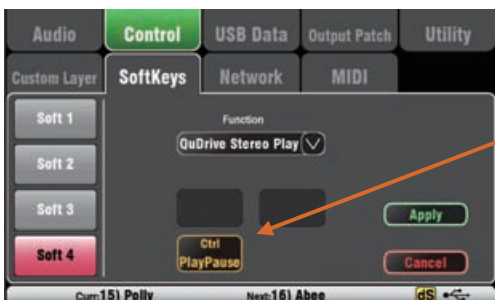 Audio Control USB Data Output Patch Utility
Custom Layer SoftKeys Network MIDI
Soft 1
Function
QuDrive Stereo Play
Soft 2
Soft 3
Apply
Soft 4
Ctrl
PlayPause
Cancel
Curr:15) Polly Next:16) Abee dS